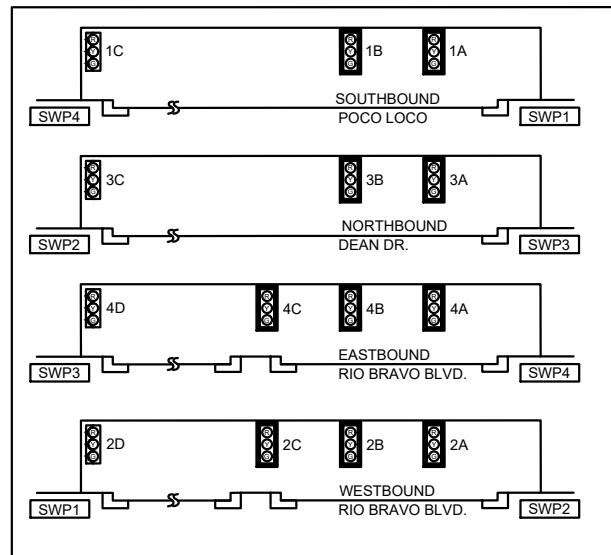 R Y G 1C R Y G 1B R Y G 1A
SOUTHBOUND
SWP4 POCO LOCO SWP1
R Y G 3C R Y G 3B R Y G 3A
NORTHBOUND
SWP2 DEAN DR. SWP3
R Y G 4D R Y G 4C R Y G 4B R Y G 4A
EASTBOUND
SWP3 RIO BRAVO BLVD. SWP4
R Y G 2D R Y G 2C R Y G 2B R Y G 2A
WESTBOUND
SWP1 RIO BRAVO BLVD. SWP2